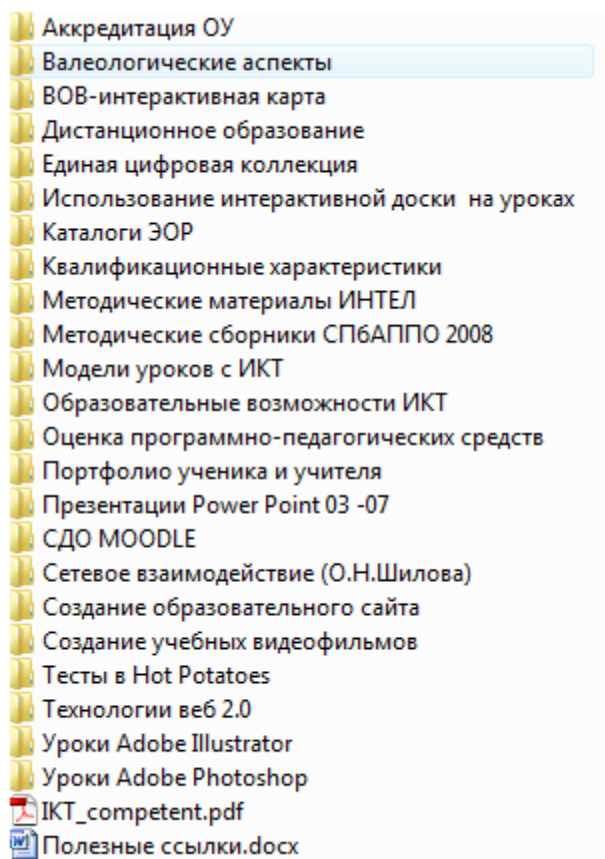 Аккредитация ОУ
Валеологические аспекты
ВОВ-интерактивная карта
Дистанционное образование
Единая цифровая коллекция
Использование интерактивной доски  на уроках
Каталоги ЭОР
Квалификационные характеристики
Методические материалы ИНТЕЛ
Методические сборники СПбАППО 2008
Модели уроков с ИКТ
Образовательные возможности ИКТ
Оценка программно-педагогических средств
Портфолио ученика и учителя
Презентации Power Point 03 -07
СДО MOODLE
Сетевое взаимодействие (О.Н.Шилова)
Создание образовательного сайта
Создание учебных видеофильмов
Тесты в Hot Potatoes
Технологии веб 2.0
Уроки Adobe Illustrator
Уроки Adobe Photoshop
IKT_competent.pdf
Полезные ссылки.docx